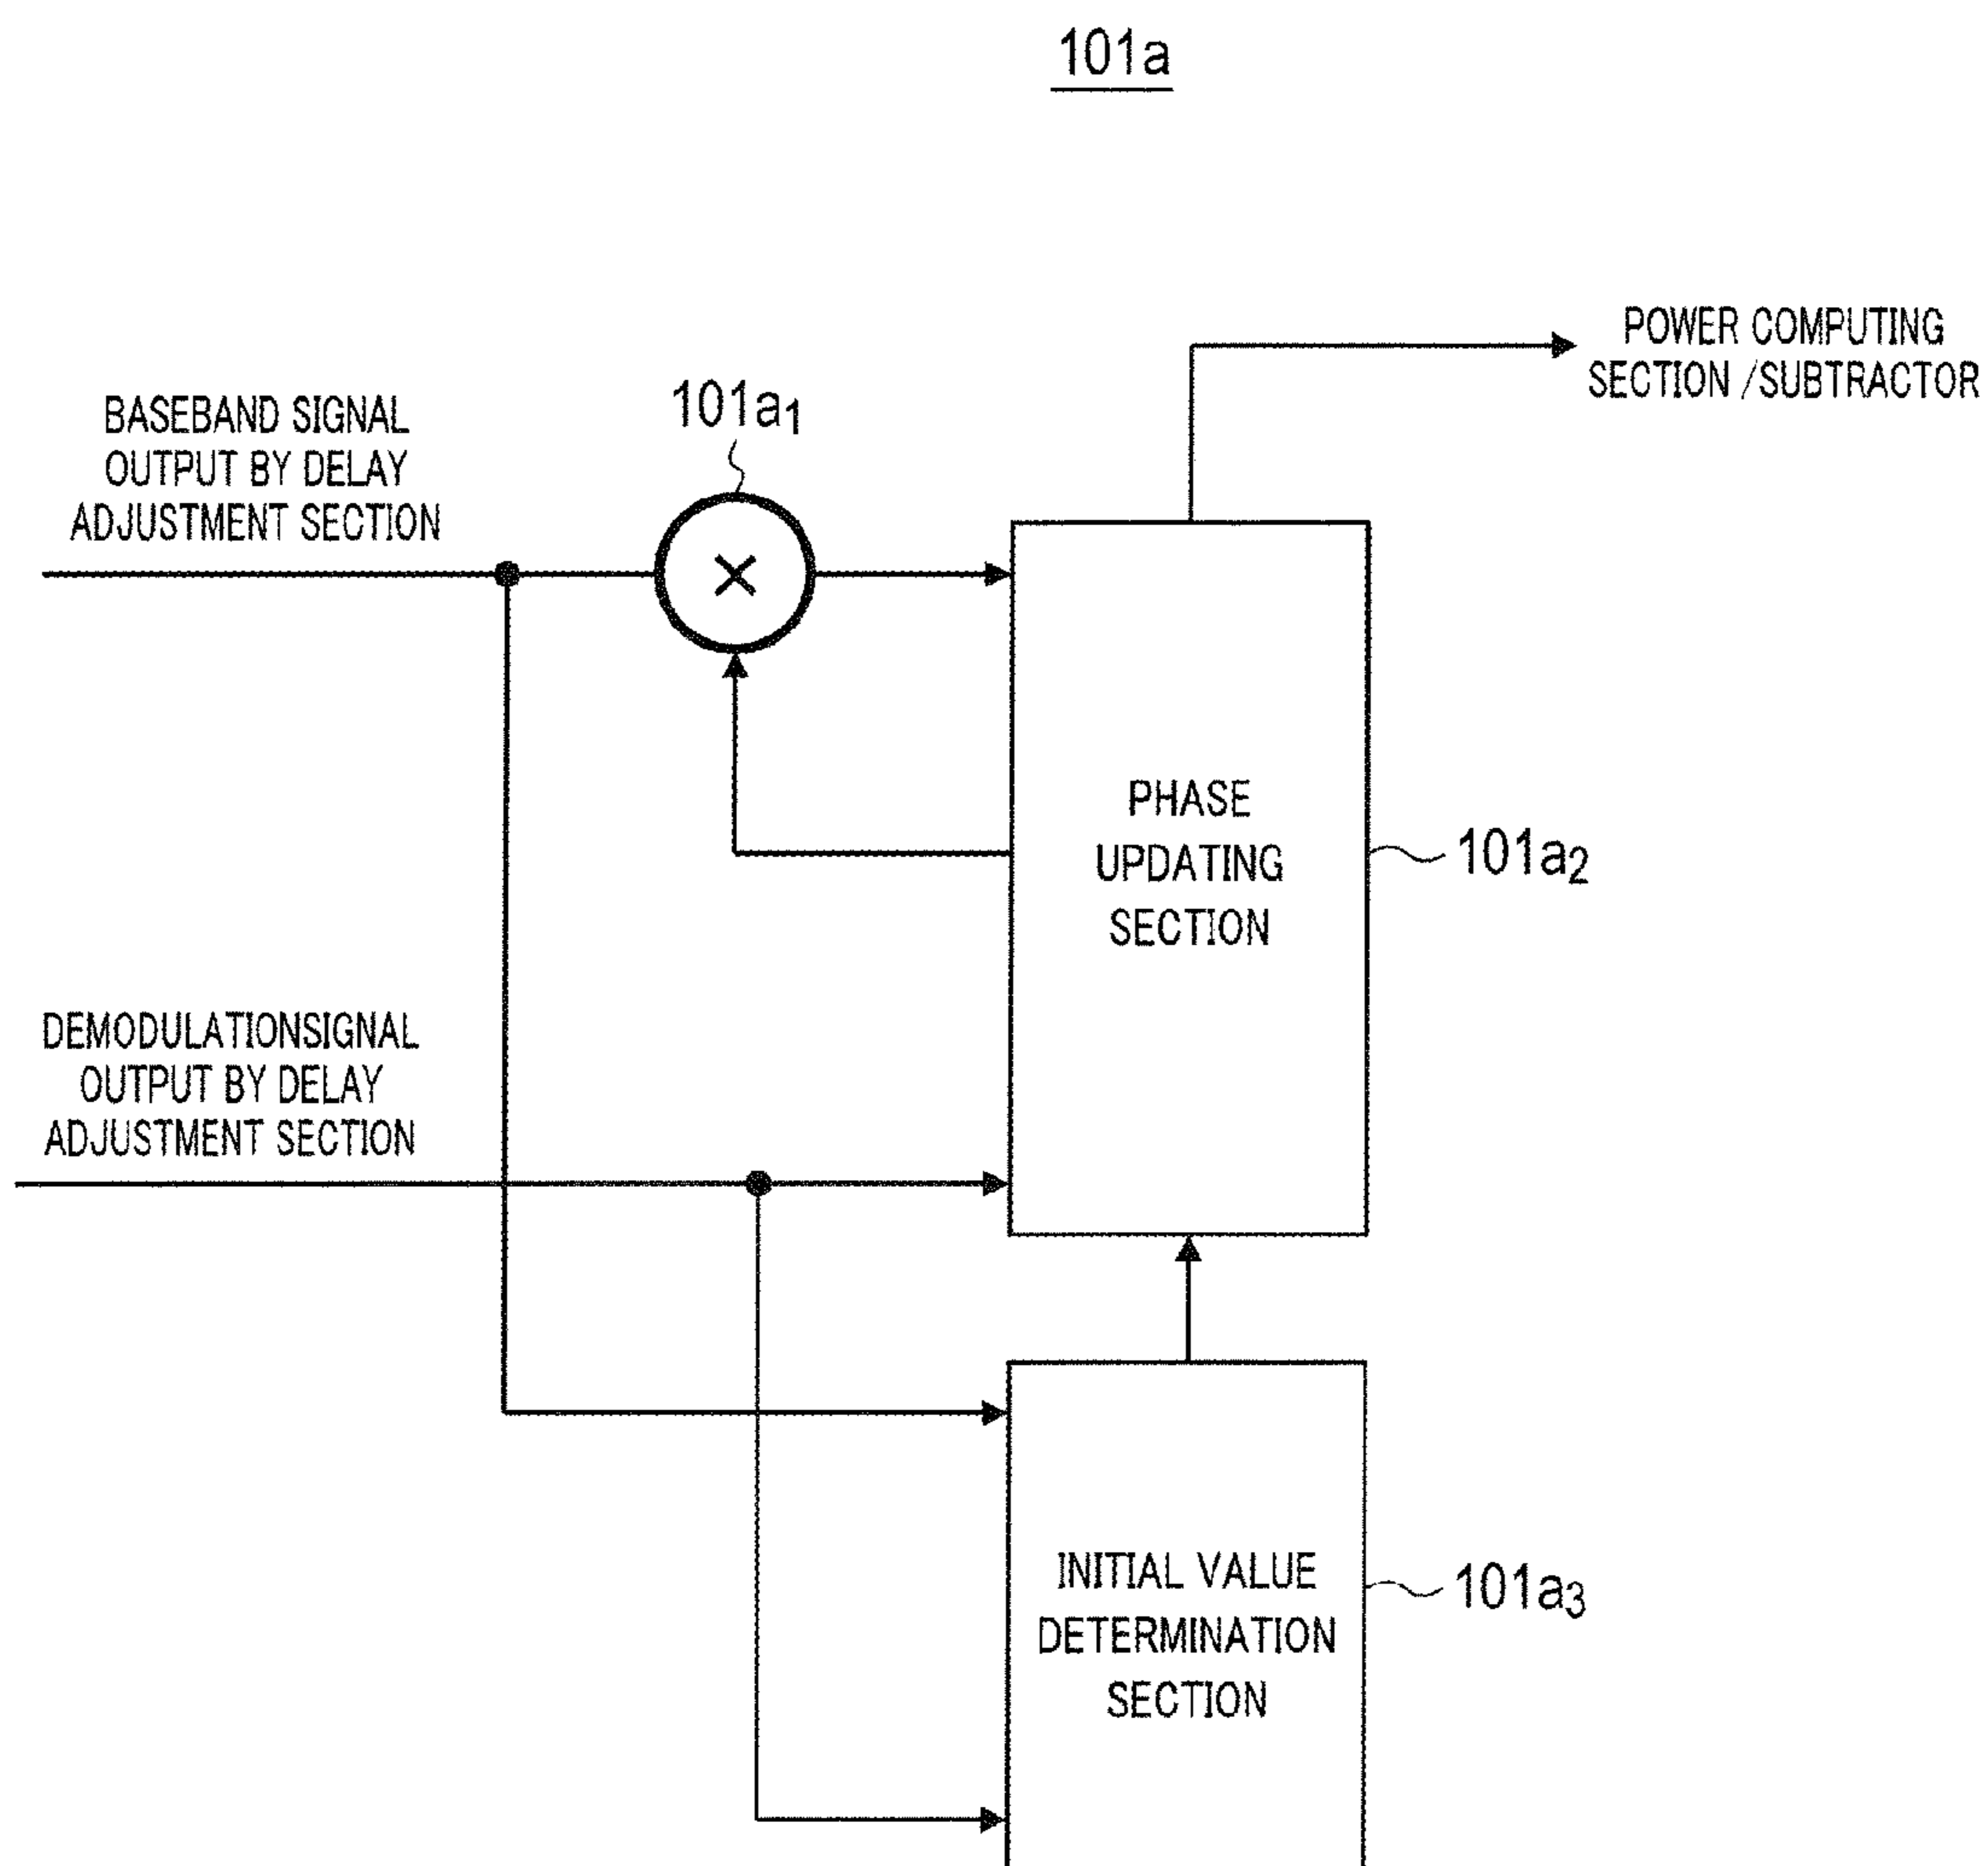 101a
POWER COMPUTING
SECTION /SUBTRACTOR
BASEBAND SIGNAL
OUTPUT BY DELAY
ADJUSTMENT SECTION
101a1
×
PHASE
UPDATING
SECTION
101a2
DEMODULATIONSIGNAL
OUTPUT BY DELAY
ADJUSTMENT SECTION
INITIAL VALUE
DETERMINATION
SECTION
101a3